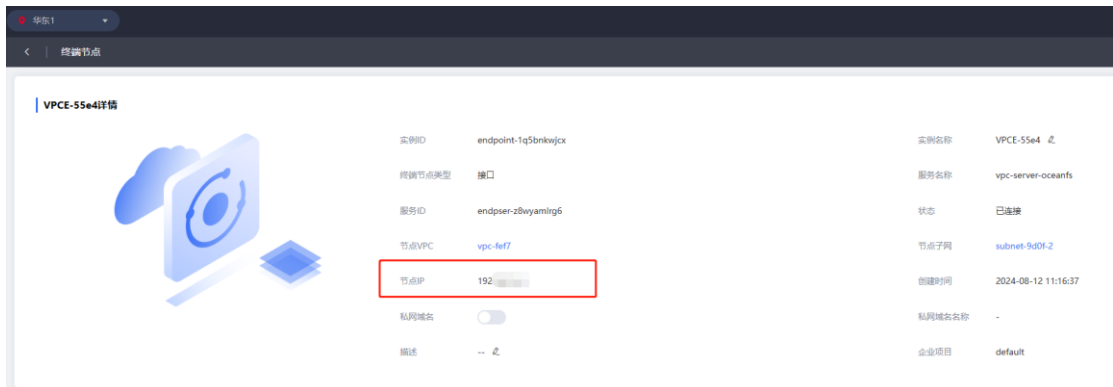 华东1
终端节点
VPCE-55e4详情
实例ID endpoint-1q5bnkwjcx 实例名称 VPCE-55e4
终端节点类型 接口 服务名称 vpc-server-oceanfs
服务ID endpser-z8wyamlrg6 状态 已连接
节点VPC vpc-fef7 节点子网 subnet-9d0f-2
节点IP 192 创建时间 2024-08-12 11:16:37
私网域名 私网域名名称 -
描述 -- 企业项目 default